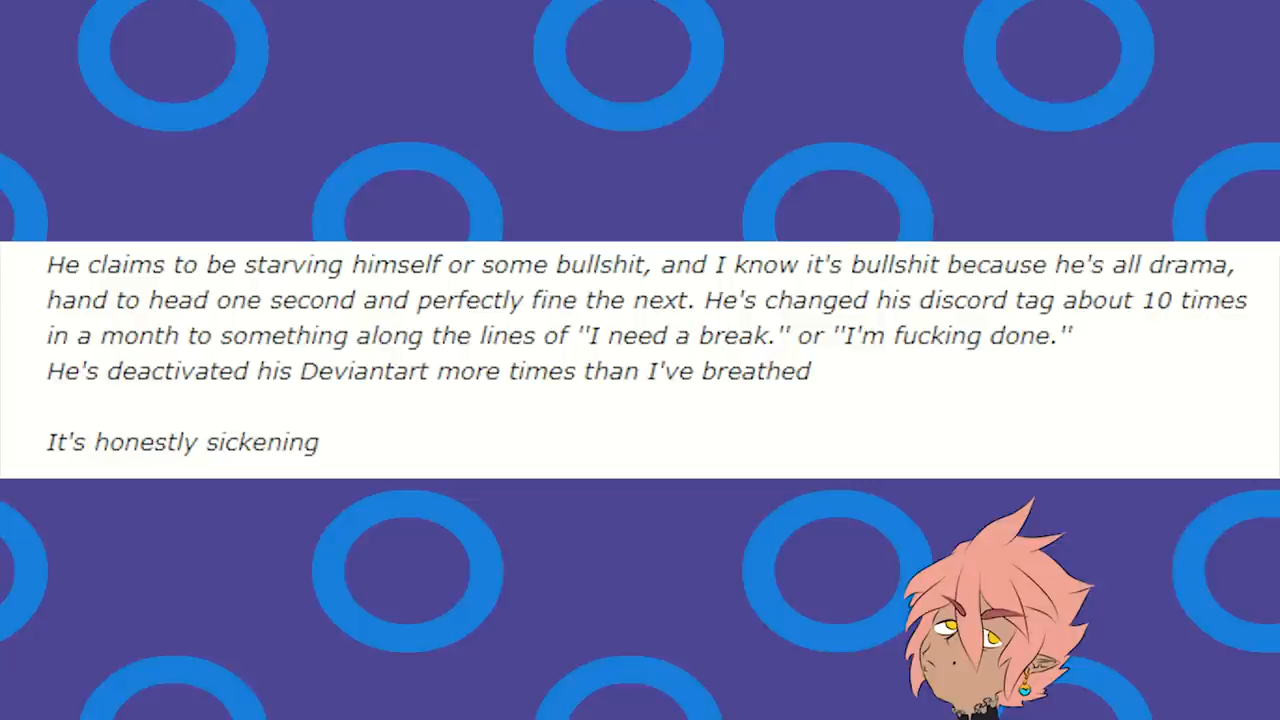 He claims to be starving himself or some bullshit, and I know it's bullshit because he's all drama,
hand to head one second and perfectly fine the next. He's changed his discord tag about 10 times
in a month to something along the lines of "I need a break." or "I'm fucking done."
He's deactivated his Deviantart more times than I've breathed
It's honestly sickening